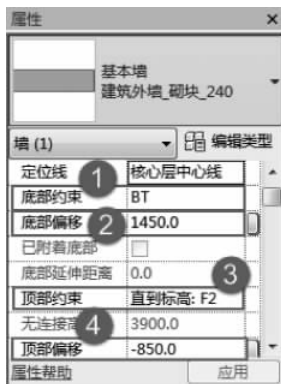 属性
基本墙
建筑外墙_砌块_240
墙 (1)
编辑类型
定位线 1 核心层中心线
底部约束 BT
底部偏移 2 1450.0
已附着底部
底部延伸距离 0.0 3
顶部约束 直到标高: F2
无连接高 4 3900.0
顶部偏移 -850.0
属性帮助 应用